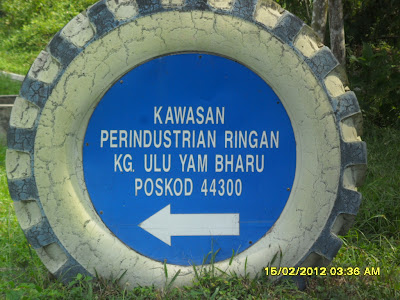 KAWASAN
PERINDUSTRIAN RINGAN
KG. ULU YAM BHARU
POSKOD 44300
15/02/2012 03:36 AM